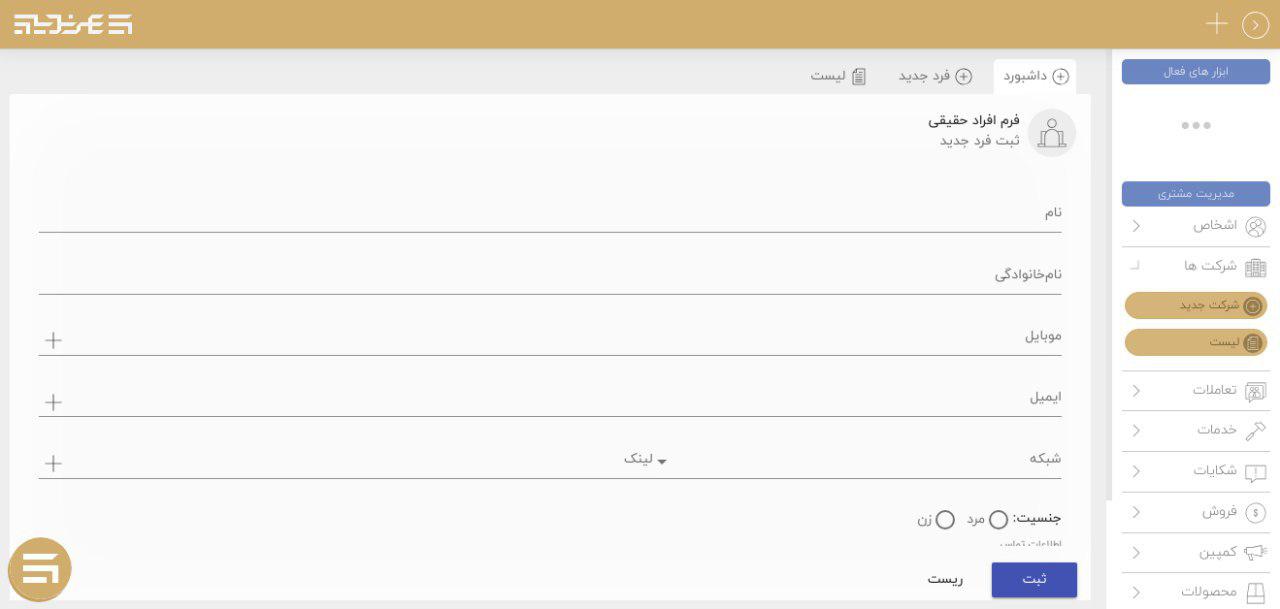 ابزار های فعال
مدیریت مشتری
اشخاص
شرکت ها
شرکت جدید
لیست
تعاملات
خدمات
شکایات
فروش
کمپین
محصولات
داشبورد
فرد جدید
لیست
فرم افراد حقیقی
ثبت فرد جدید
نام
نام‌خانوادگی
موبایل
ایمیل
شبکه لینک
جنسیت: مرد زن
اطلاعات تماس
ثبت ریست